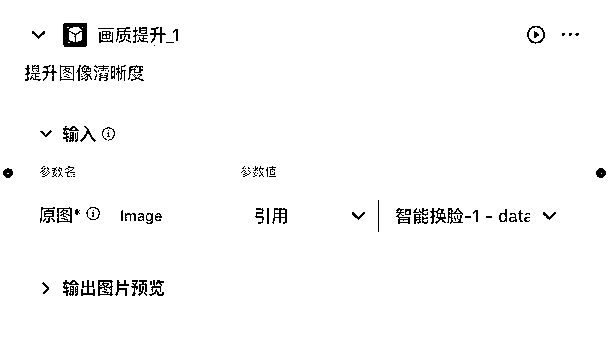 画质提升_1
提升图像清晰度
输入
参数名 参数值
原图* Image 引用 智能换脸-1 - data
输出图片预览